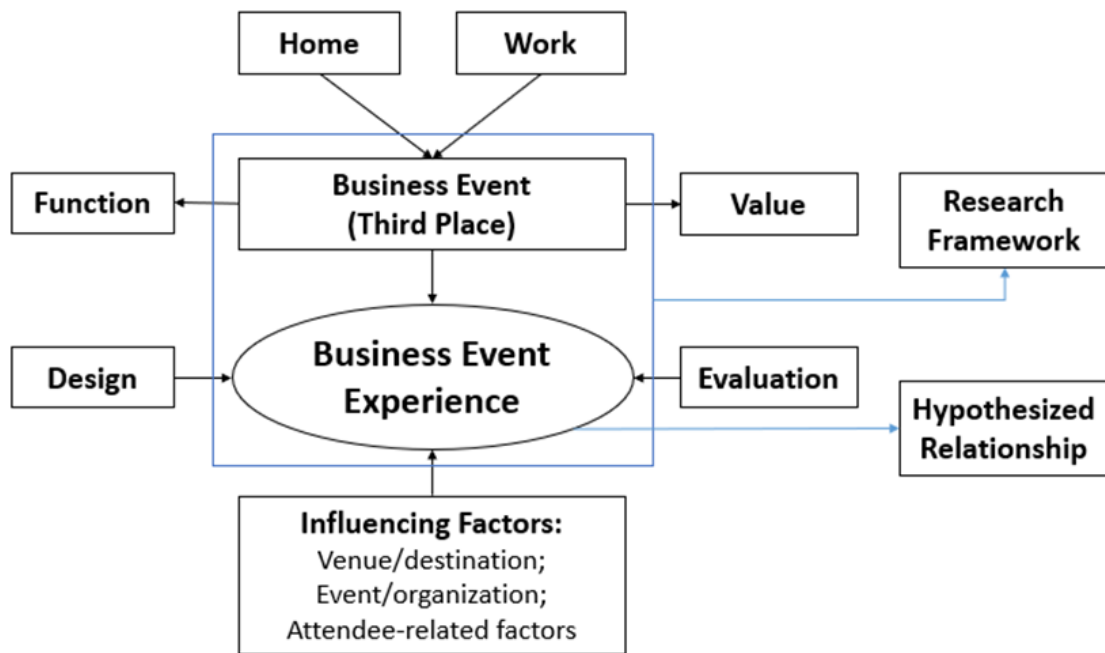 Home
Work
Function
Business Event
(Third Place)
Value
Research
Framework
Design
Business Event
Experience
Evaluation
Hypothesized
Relationship
Influencing Factors:
Venue/destination;
Event/organization;
Attendee-related factors